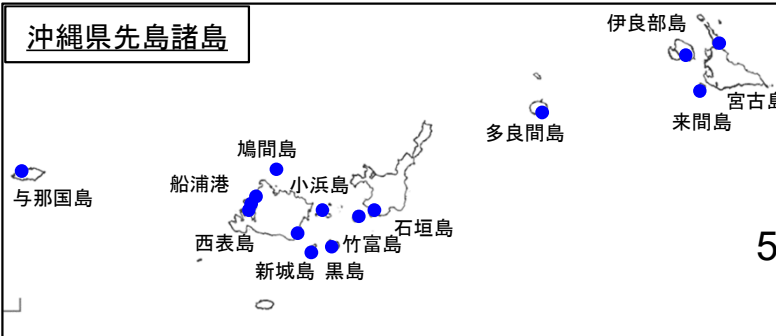 沖縄県先島諸島
伊良部島
宮古島
来間島
多良間島
鳩間島
船浦港
小浜島
与那国島
石垣島
西表島
竹富島
新城島
黒島
5